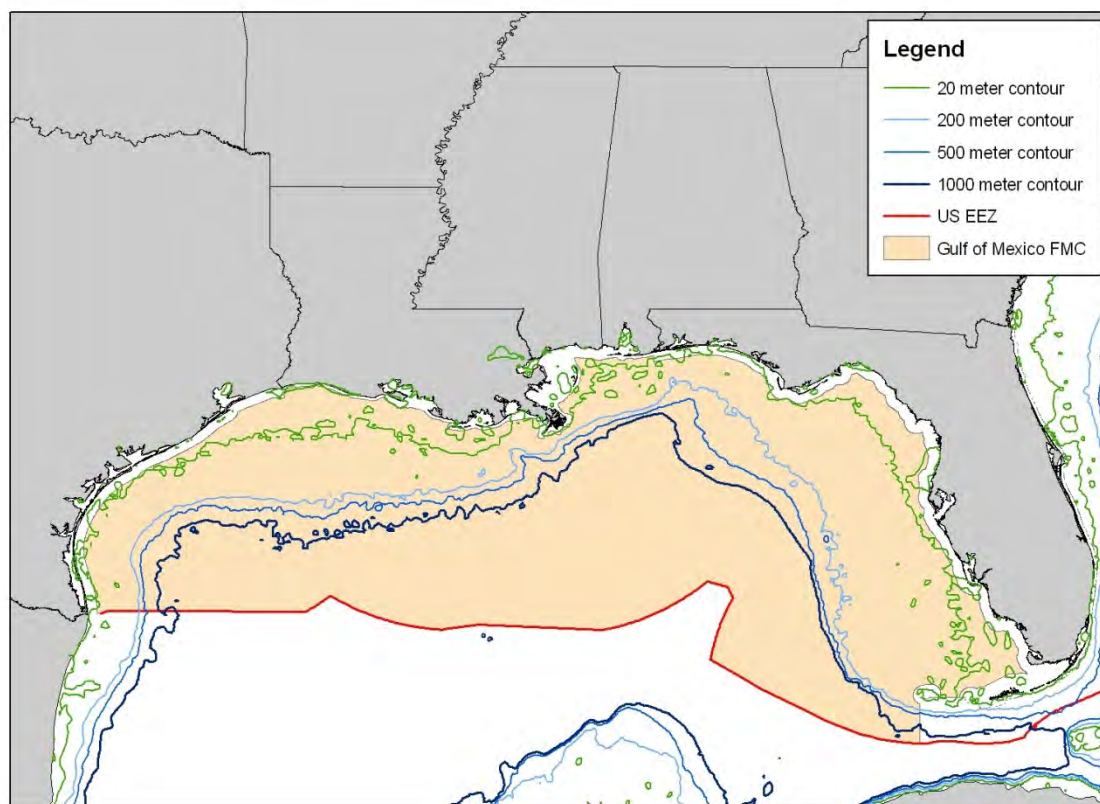 Legend
20 meter contour
200 meter contour
500 meter contour
1000 meter contour
US EEZ
Gulf of Mexico FMC